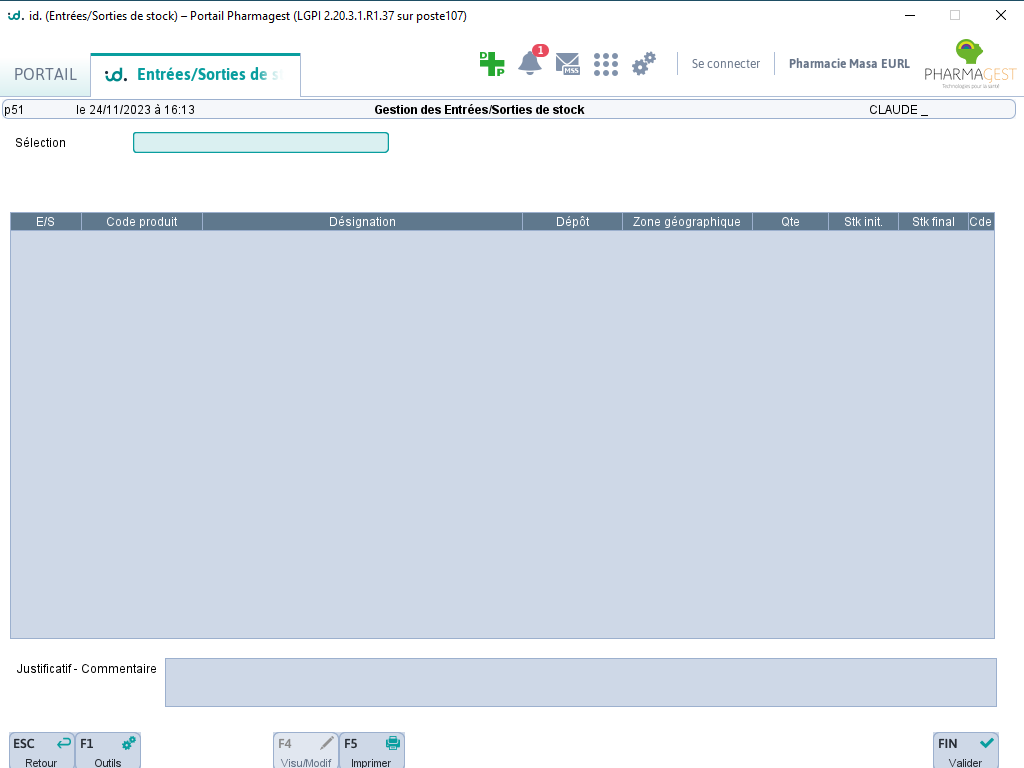 id. (Entrées/Sorties de stock) – Portail Pharmagest (LGPI 2.20.3.1.R1.37 sur poste107)
PORTAIL
id. Entrées/Sorties de s
D P
1
MSS
Se connecter
Pharmacie Masa EURL
PHARMAGEST
Technologies pour la santé
p51 le 24/11/2023 à 16:13 Gestion des Entrées/Sorties de stock CLAUDE _
Sélection
E/S Code produit Désignation Dépôt Zone géographique Qte Stk init. Stk final Cde
Justificatif - Commentaire
ESC F1 F4 F5 FIN
Retour Outils Visu/Modif Imprimer Valider